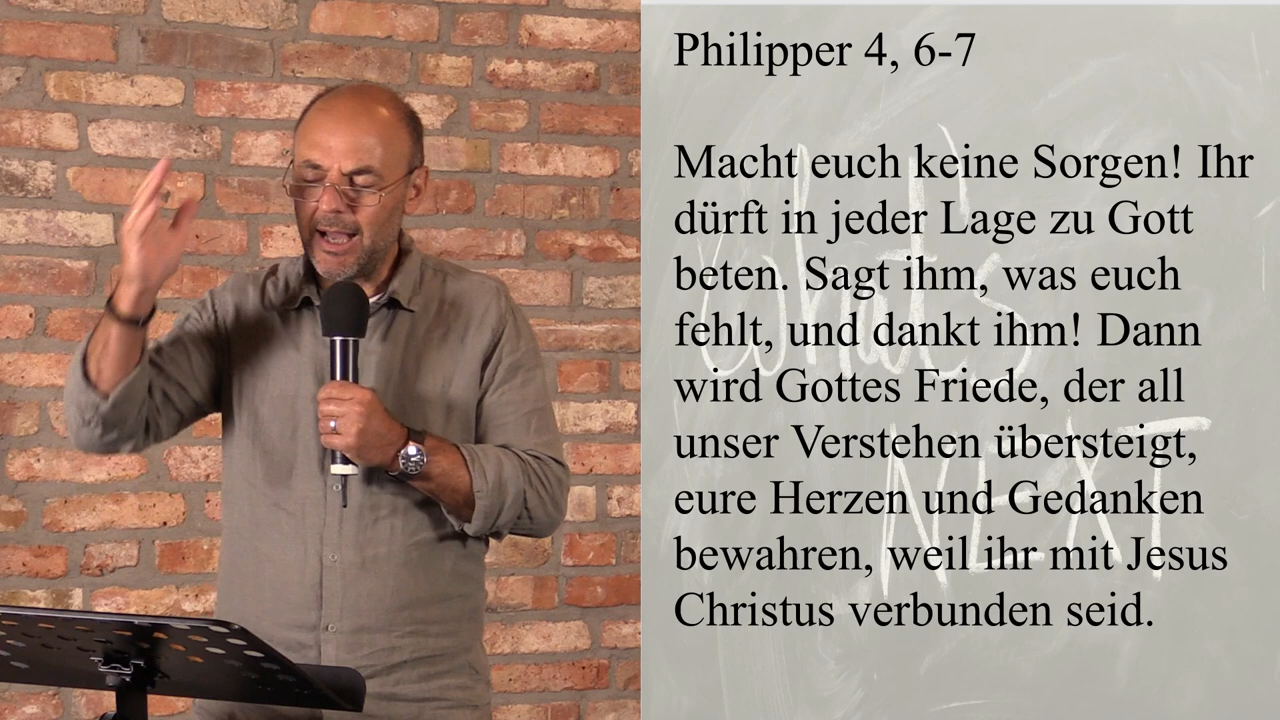 Philipper 4, 6-7
Macht euch keine Sorgen! Ihr
dürft in jeder Lage zu Gott
beten. Sagt ihm, was euch
fehlt, und dankt ihm! Dann
wird Gottes Friede, der all
unser Verstehen übersteigt,
eure Herzen und Gedanken
bewahren, weil ihr mit Jesus
Christus verbunden seid.
What's
NEXT